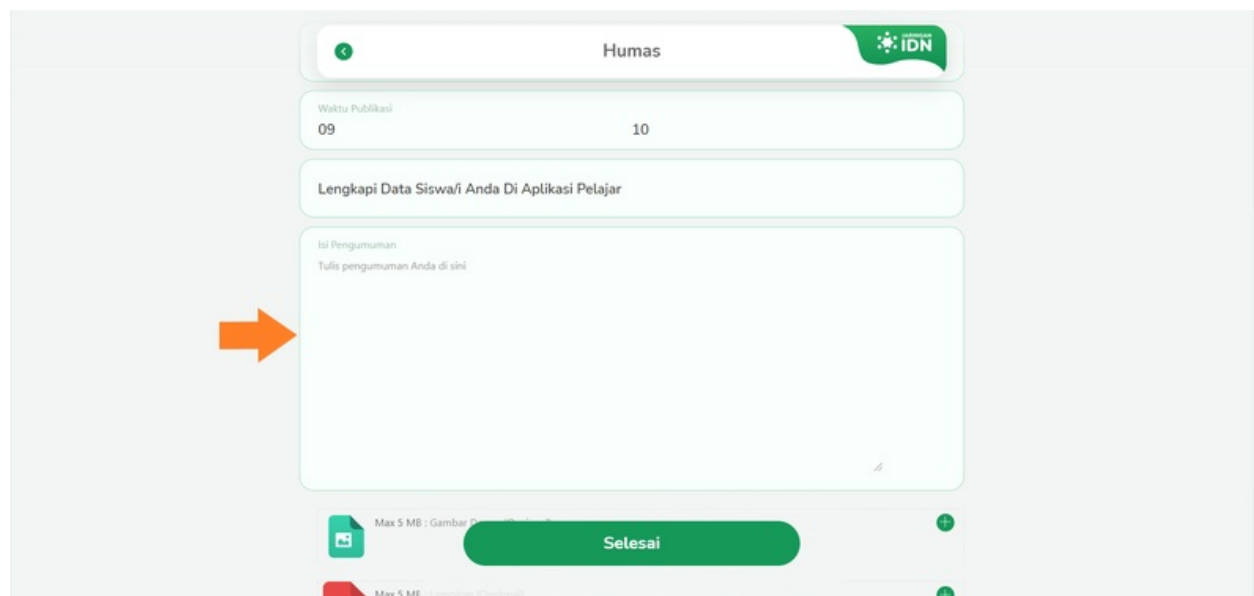 Humas
JARINGAN
IDN
Waktu Publikasi
09 10
Lengkapi Data Siswa/i Anda Di Aplikasi Pelajar
Isi Pengumuman
Tulis pengumuman Anda di sini
Max 5 MB : Gambar
Selesai
Max 5 MB